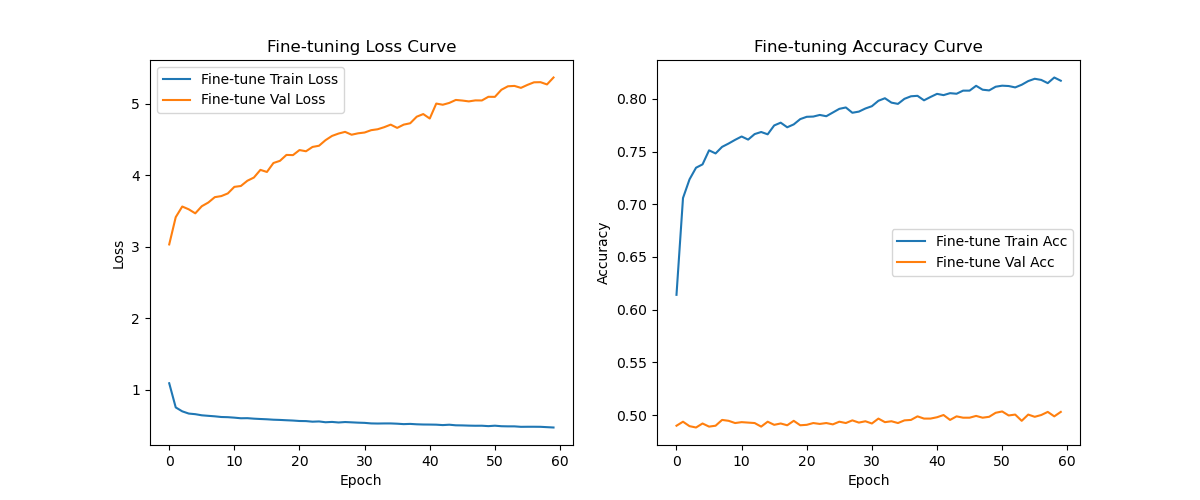 Fine-tuning Loss Curve
Fine-tune Train Loss
Fine-tune Val Loss
Loss
5
4
3
2
1
0
10
20
30
40
50
60
Epoch
Fine-tuning Accuracy Curve
Fine-tune Train Acc
Fine-tune Val Acc
Accuracy
0.80
0.75
0.70
0.65
0.60
0.55
0.50
0
10
20
30
40
50
60
Epoch